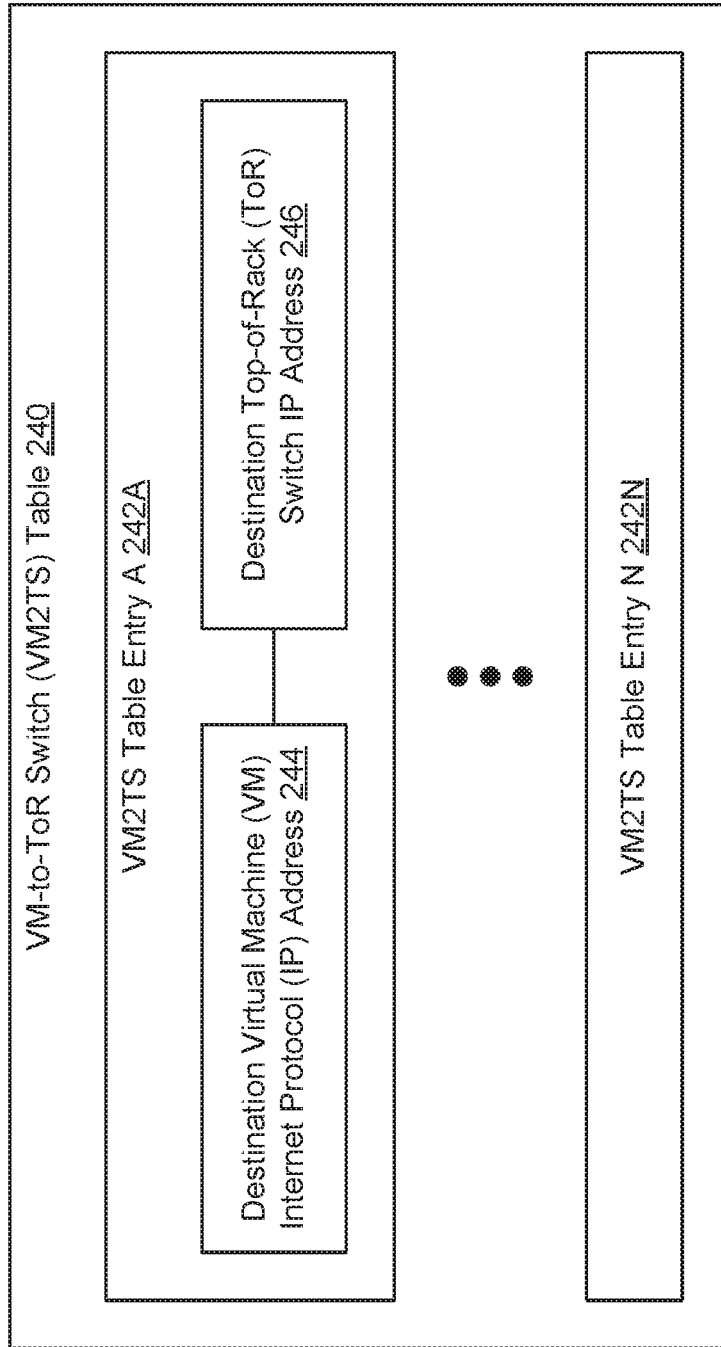 VM-to-ToR Switch (VM2TS) Table 240
VM2TS Table Entry A 242A
Destination Virtual Machine (VM)
Internet Protocol (IP) Address 244
Destination Top-of-Rack (ToR)
Switch IP Address 246
VM2TS Table Entry N 242N